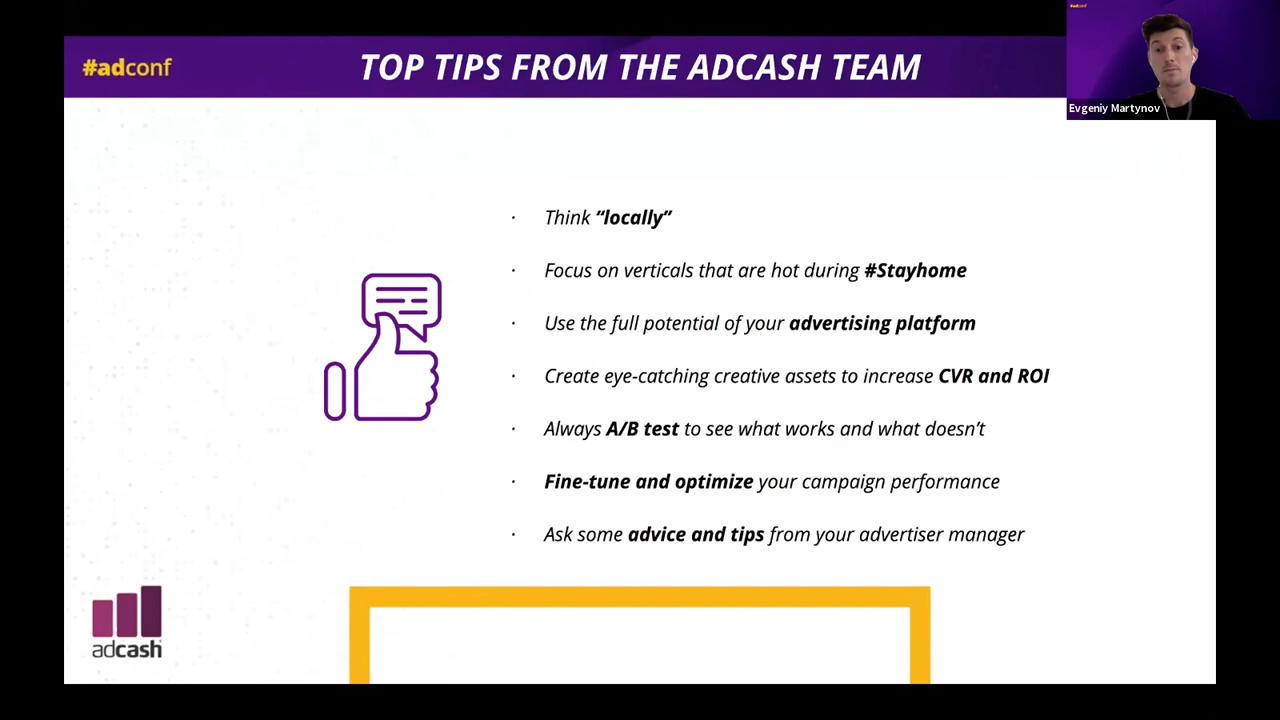 #adconf
TOP TIPS FROM THE ADCASH TEAM
#adconf
Evgeniy Martynov
· Think “locally”
· Focus on verticals that are hot during #Stayhome
· Use the full potential of your advertising platform
· Create eye-catching creative assets to increase CVR and ROI
· Always A/B test to see what works and what doesn’t
· Fine-tune and optimize your campaign performance
· Ask some advice and tips from your advertiser manager
adcash